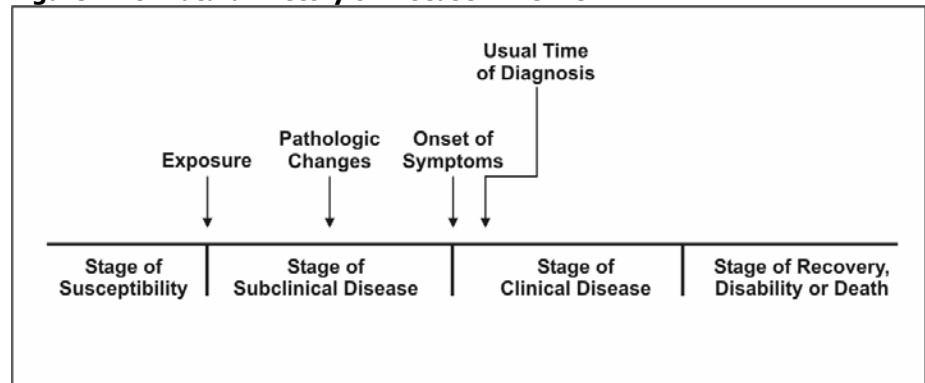 Usual Time
of Diagnosis
Pathologic
Changes
Onset of
Symptoms
Exposure
Stage of
Susceptibility
Stage of
Subclinical Disease
Stage of
Clinical Disease
Stage of Recovery,
Disability or Death